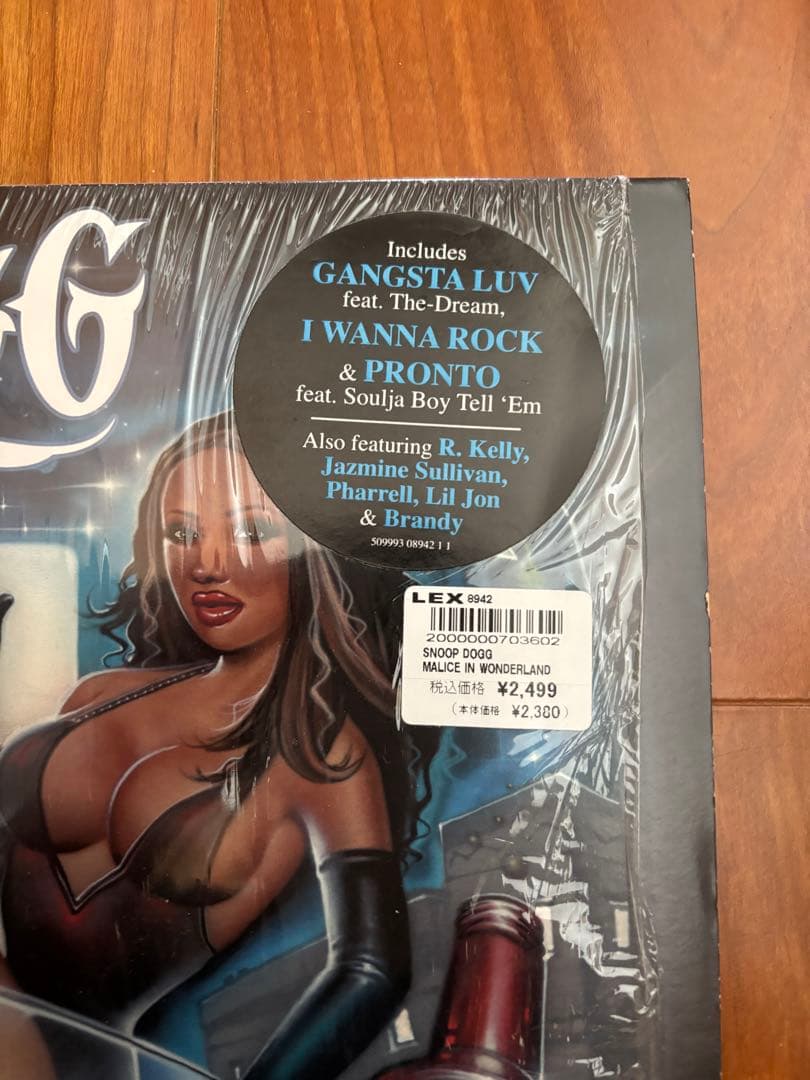 G
Includes
GANGSTA LUV
feat. The-Dream,
I WANNA ROCK
& PRONTO
feat. Soulja Boy Tell ‘Em
Also featuring R. Kelly,
Jazmine Sullivan,
Pharrell, Lil Jon
& Brandy
509993 08942 1 1
LEX 8942
2000000703602
SNOOP DOGG
MALICE IN WONDERLAND
税込価格 ¥2,499
(本体価格 ¥2,380)